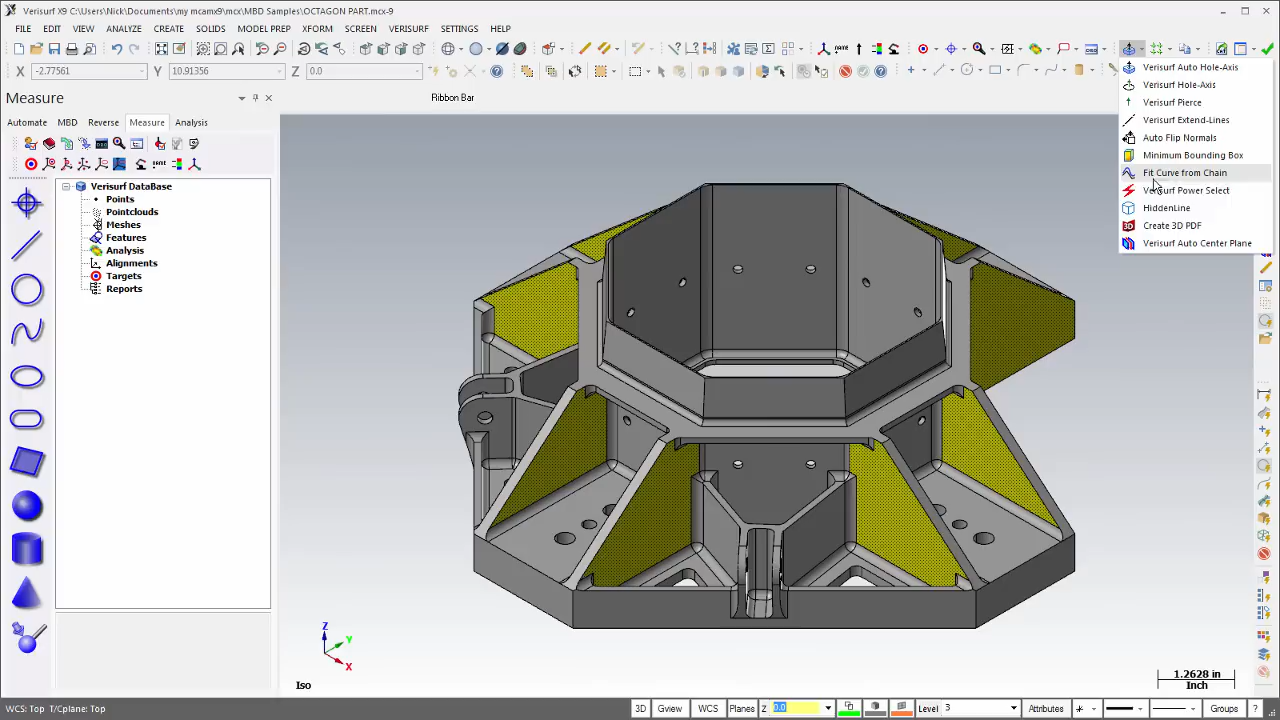 Verisurf X9 C:\Users\Nick\Documents\my mcamx9\mcx\MBD Samples\OCTAGON PART.mcx-9
FILE EDIT VIEW ANALYZE CREATE SOLIDS MODEL PREP XFORM SCREEN VERISURF SETTINGS HELP
X -2.77561 Y 10.91356 Z 0.0
Measure
Ribbon Bar
Automate MBD Reverse Measure Analysis
Verisurf DataBase
Points
Pointclouds
Meshes
Features
Analysis
Alignments
Targets
Reports
Verisurf Auto Hole-Axis
Verisurf Hole-Axis
Verisurf Pierce
Verisurf Extend-Lines
Auto Flip Normals
Minimum Bounding Box
Fit Curve from Chain
Verisurf Power Select
HiddenLine
Create 3D PDF
Verisurf Auto Center Plane
Z
Y
X
Iso
1.2628 in
Inch
WCS: Top T/Cplane: Top
3D Gview WCS Planes Z 0.0 Level 3 Attributes Groups ?